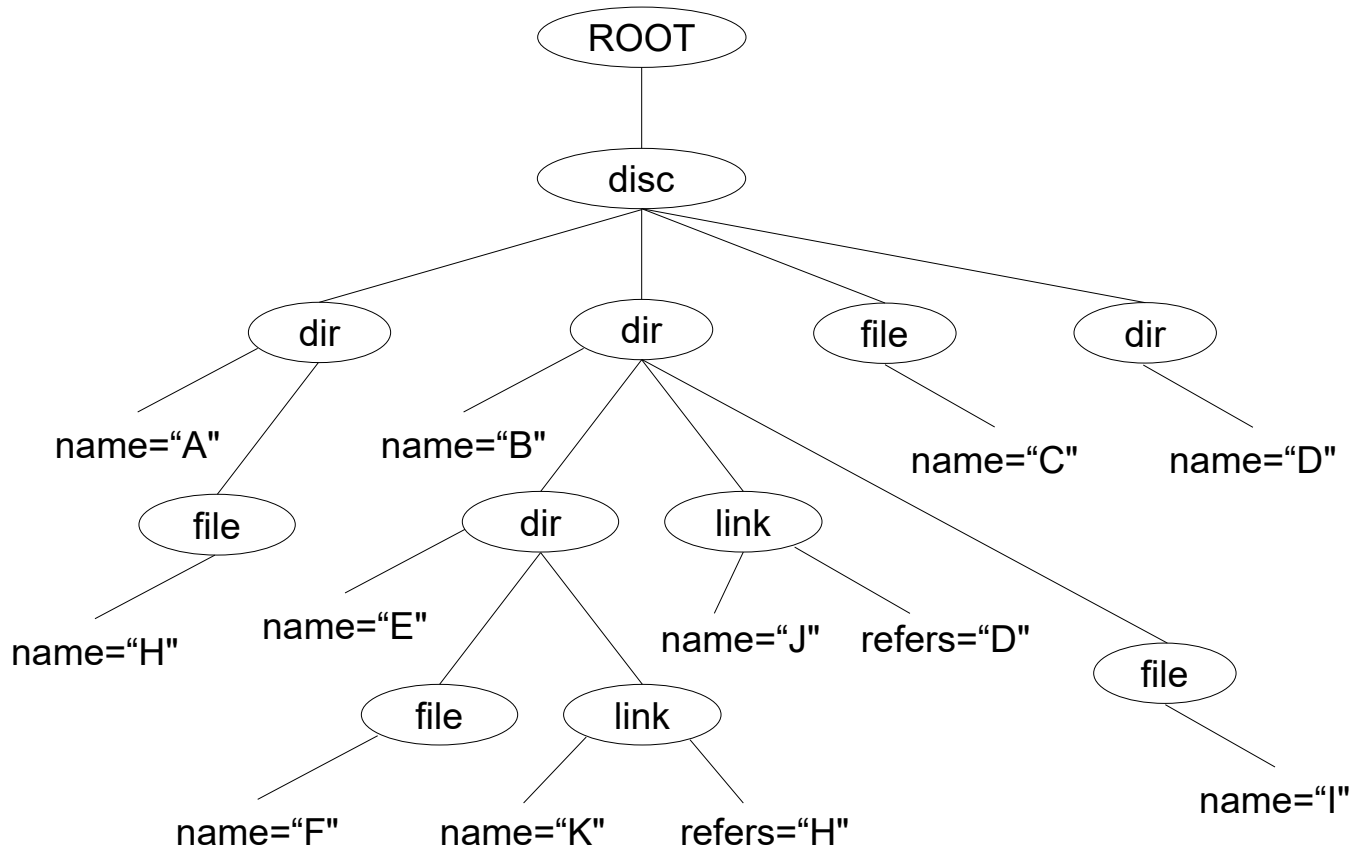 ROOT
disc
dir
dir
file
dir
name=“A"
name=“B"
name=“C"
name=“D"
file
dir
link
name=“H"
name=“E"
name=“J"
refers=“D"
file
file
link
name=“I"
name=“F"
name=“K"
refers=“H"